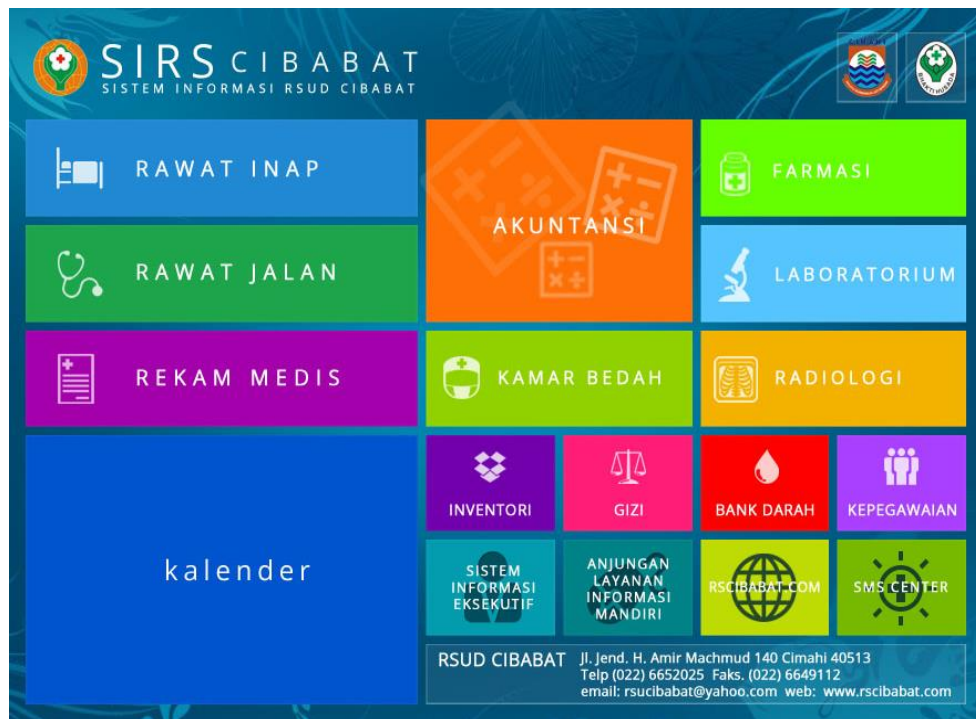 SIRS CIBABAT
SISTEM INFORMASI RSUD CIBABAT
CIMAHI
BHAKTI HUSADA
RAWAT INAP
AKUNTANSI
FARMASI
RAWAT JALAN
LABORATORIUM
REKAM MEDIS
KAMAR BEDAH
RADIOLOGI
kalender
INVENTORI
GIZI
BANK DARAH
KEPEGAWAIAN
SISTEM
INFORMASI
EKSEKUTIF
ANJUNGAN
LAYANAN
INFORMASI
MANDIRI
RSCIBABAT.COM
SMS CENTER
RSUD CIBABAT
Jl. Jend. H. Amir Machmud 140 Cimahi 40513
Telp (022) 6652025 Faks. (022) 6649112
email: rsucibabat@yahoo.com web: www.rscibabat.com